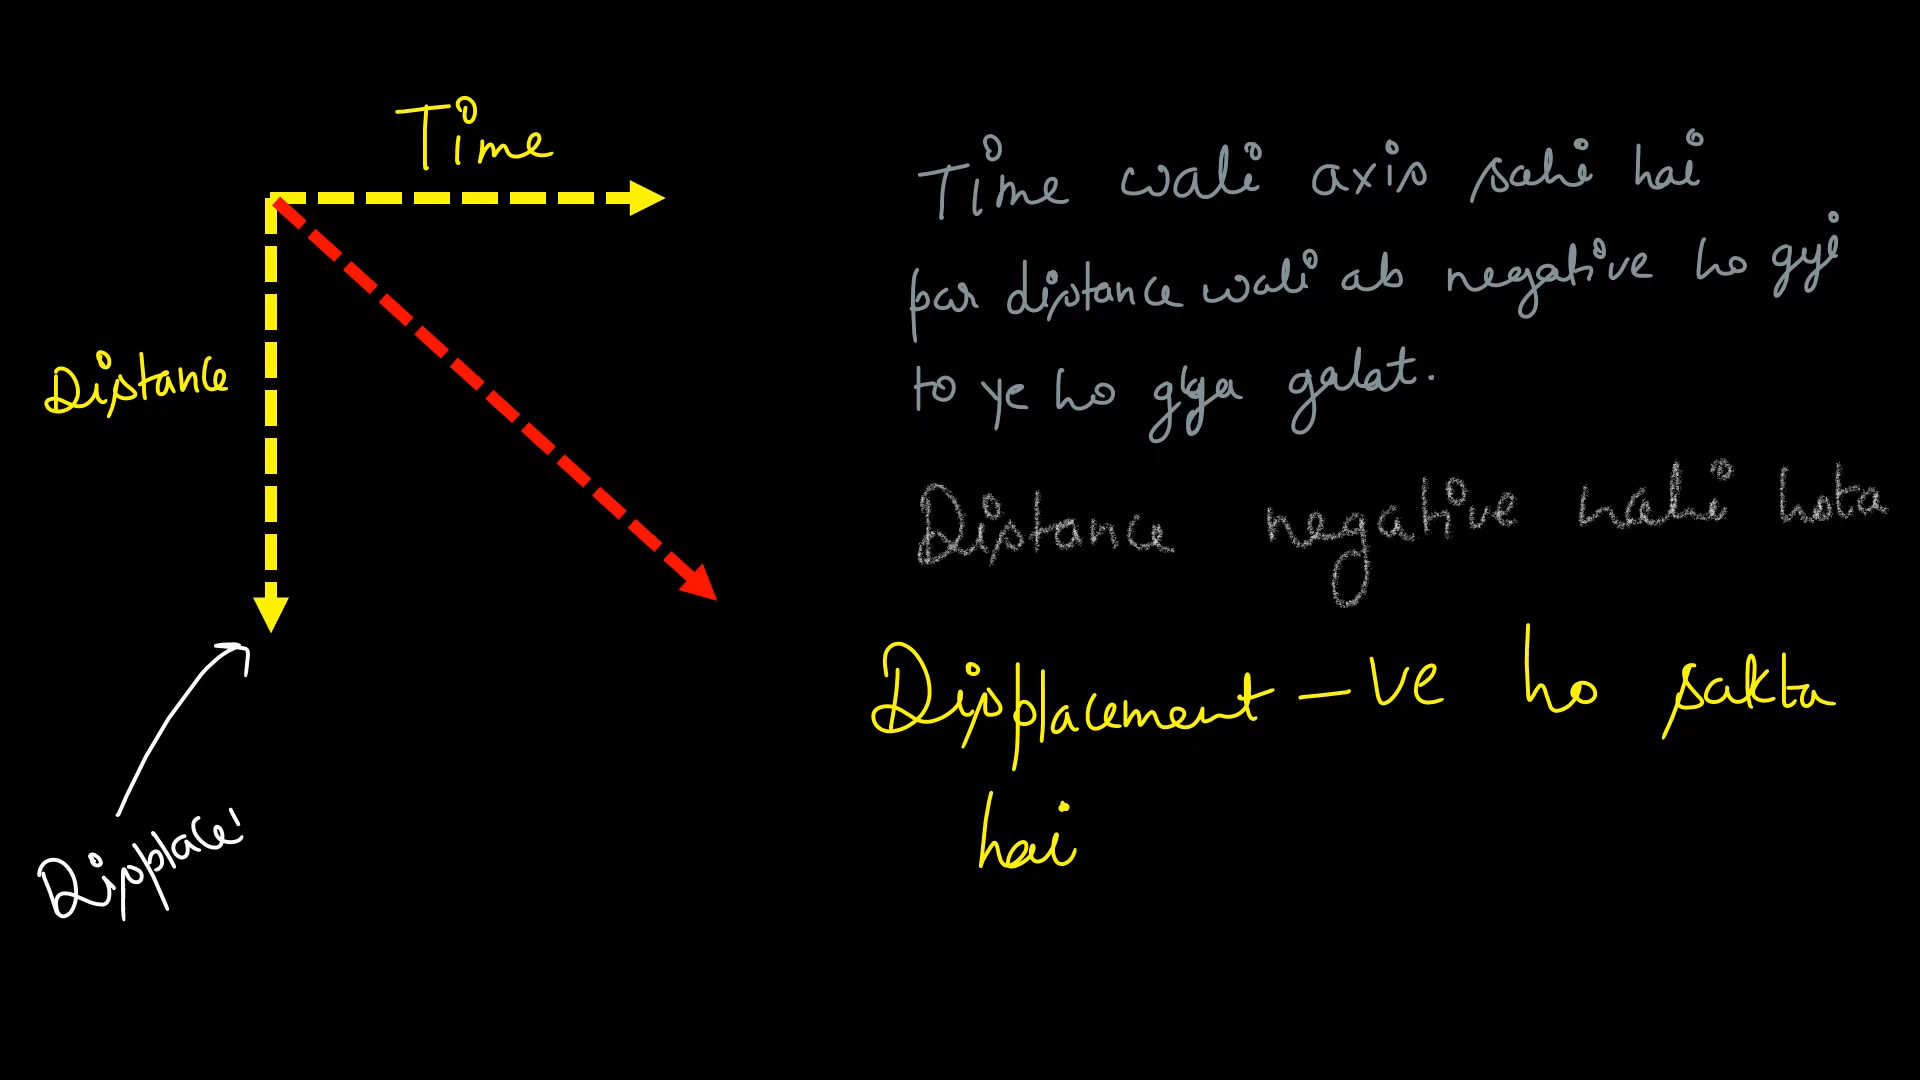 Time
Distance
Displace'
Time wali axis sahi hai
par distance wali ab negative ho gyi
to ye ho gya galat.
Distance negative nahi hota
Displacement -ve ho sakta
hai